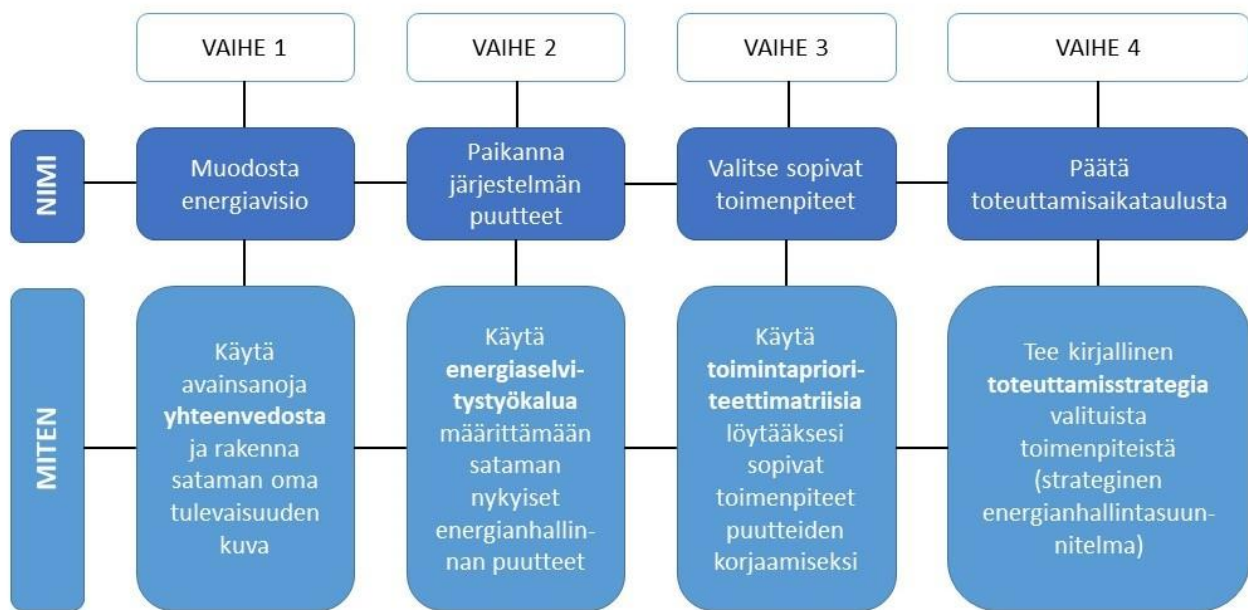 VAIHE 1
VAIHE 2
VAIHE 3
VAIHE 4
NIMI
Muodosta
energiavisio
Paikanna
järjestelmän
puutteet
Valitse sopivat
toimenpiteet
Päätä
toteuttamisaikataulusta
MITEN
Käytä
avainsanoja
yhteenvedosta
ja rakenna
sataman oma
tulevaisuuden
kuva
Käytä
energiaselvi-
tystyökalua
määrittämään
sataman
nykyiset
energianhallin-
nan puutteet
Käytä
toimintapriori-
teettimatriisia
löytääksesi
sopivat
toimenpiteet
puutteiden
korjaamiseksi
Tee kirjallinen
toteuttamisstrategia
valituista
toimenpiteistä
(strateginen
energianhallintasuun-
nitelma)